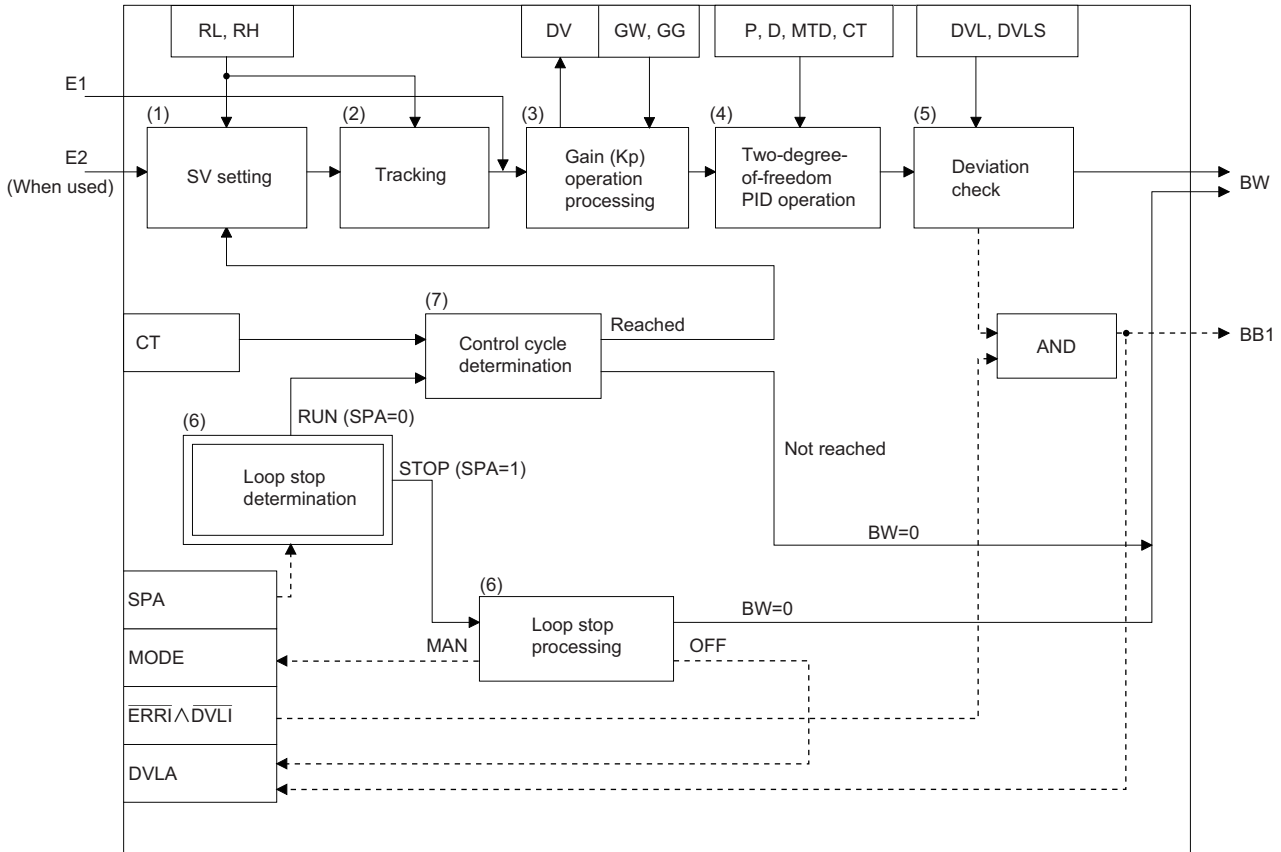 RL, RH
DV
GW, GG
P, D, MTD, CT
DVL, DVLS
E1
(1)
(2)
(3)
(4)
(5)
E2
(When used)
SV setting
Tracking
Gain (Kp)
operation
processing
Two-degree-
of-freedom
PID operation
Deviation
check
BW
(7)
Reached
CT
Control cycle
determination
AND
BB1
RUN (SPA=0)
(6)
Not reached
STOP (SPA=1)
Loop stop
determination
BW=0
SPA
(6)
BW=0
MODE
MAN
Loop stop
processing
OFF
E̅R̅R̅I̅∧D̅V̅L̅I̅
DVLA